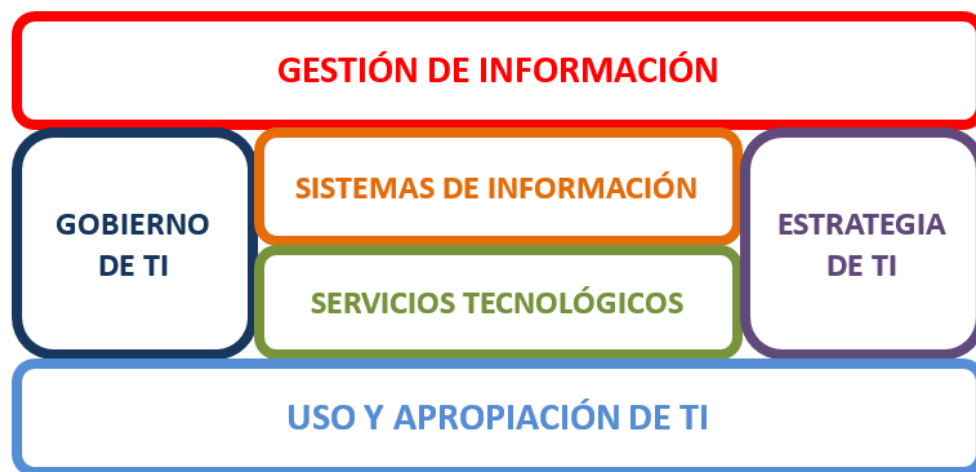 GESTIÓN DE INFORMACIÓN
GOBIERNO
DE TI
SISTEMAS DE INFORMACIÓN
SERVICIOS TECNOLÓGICOS
ESTRATEGIA
DE TI
USO Y APROPIACIÓN DE TI